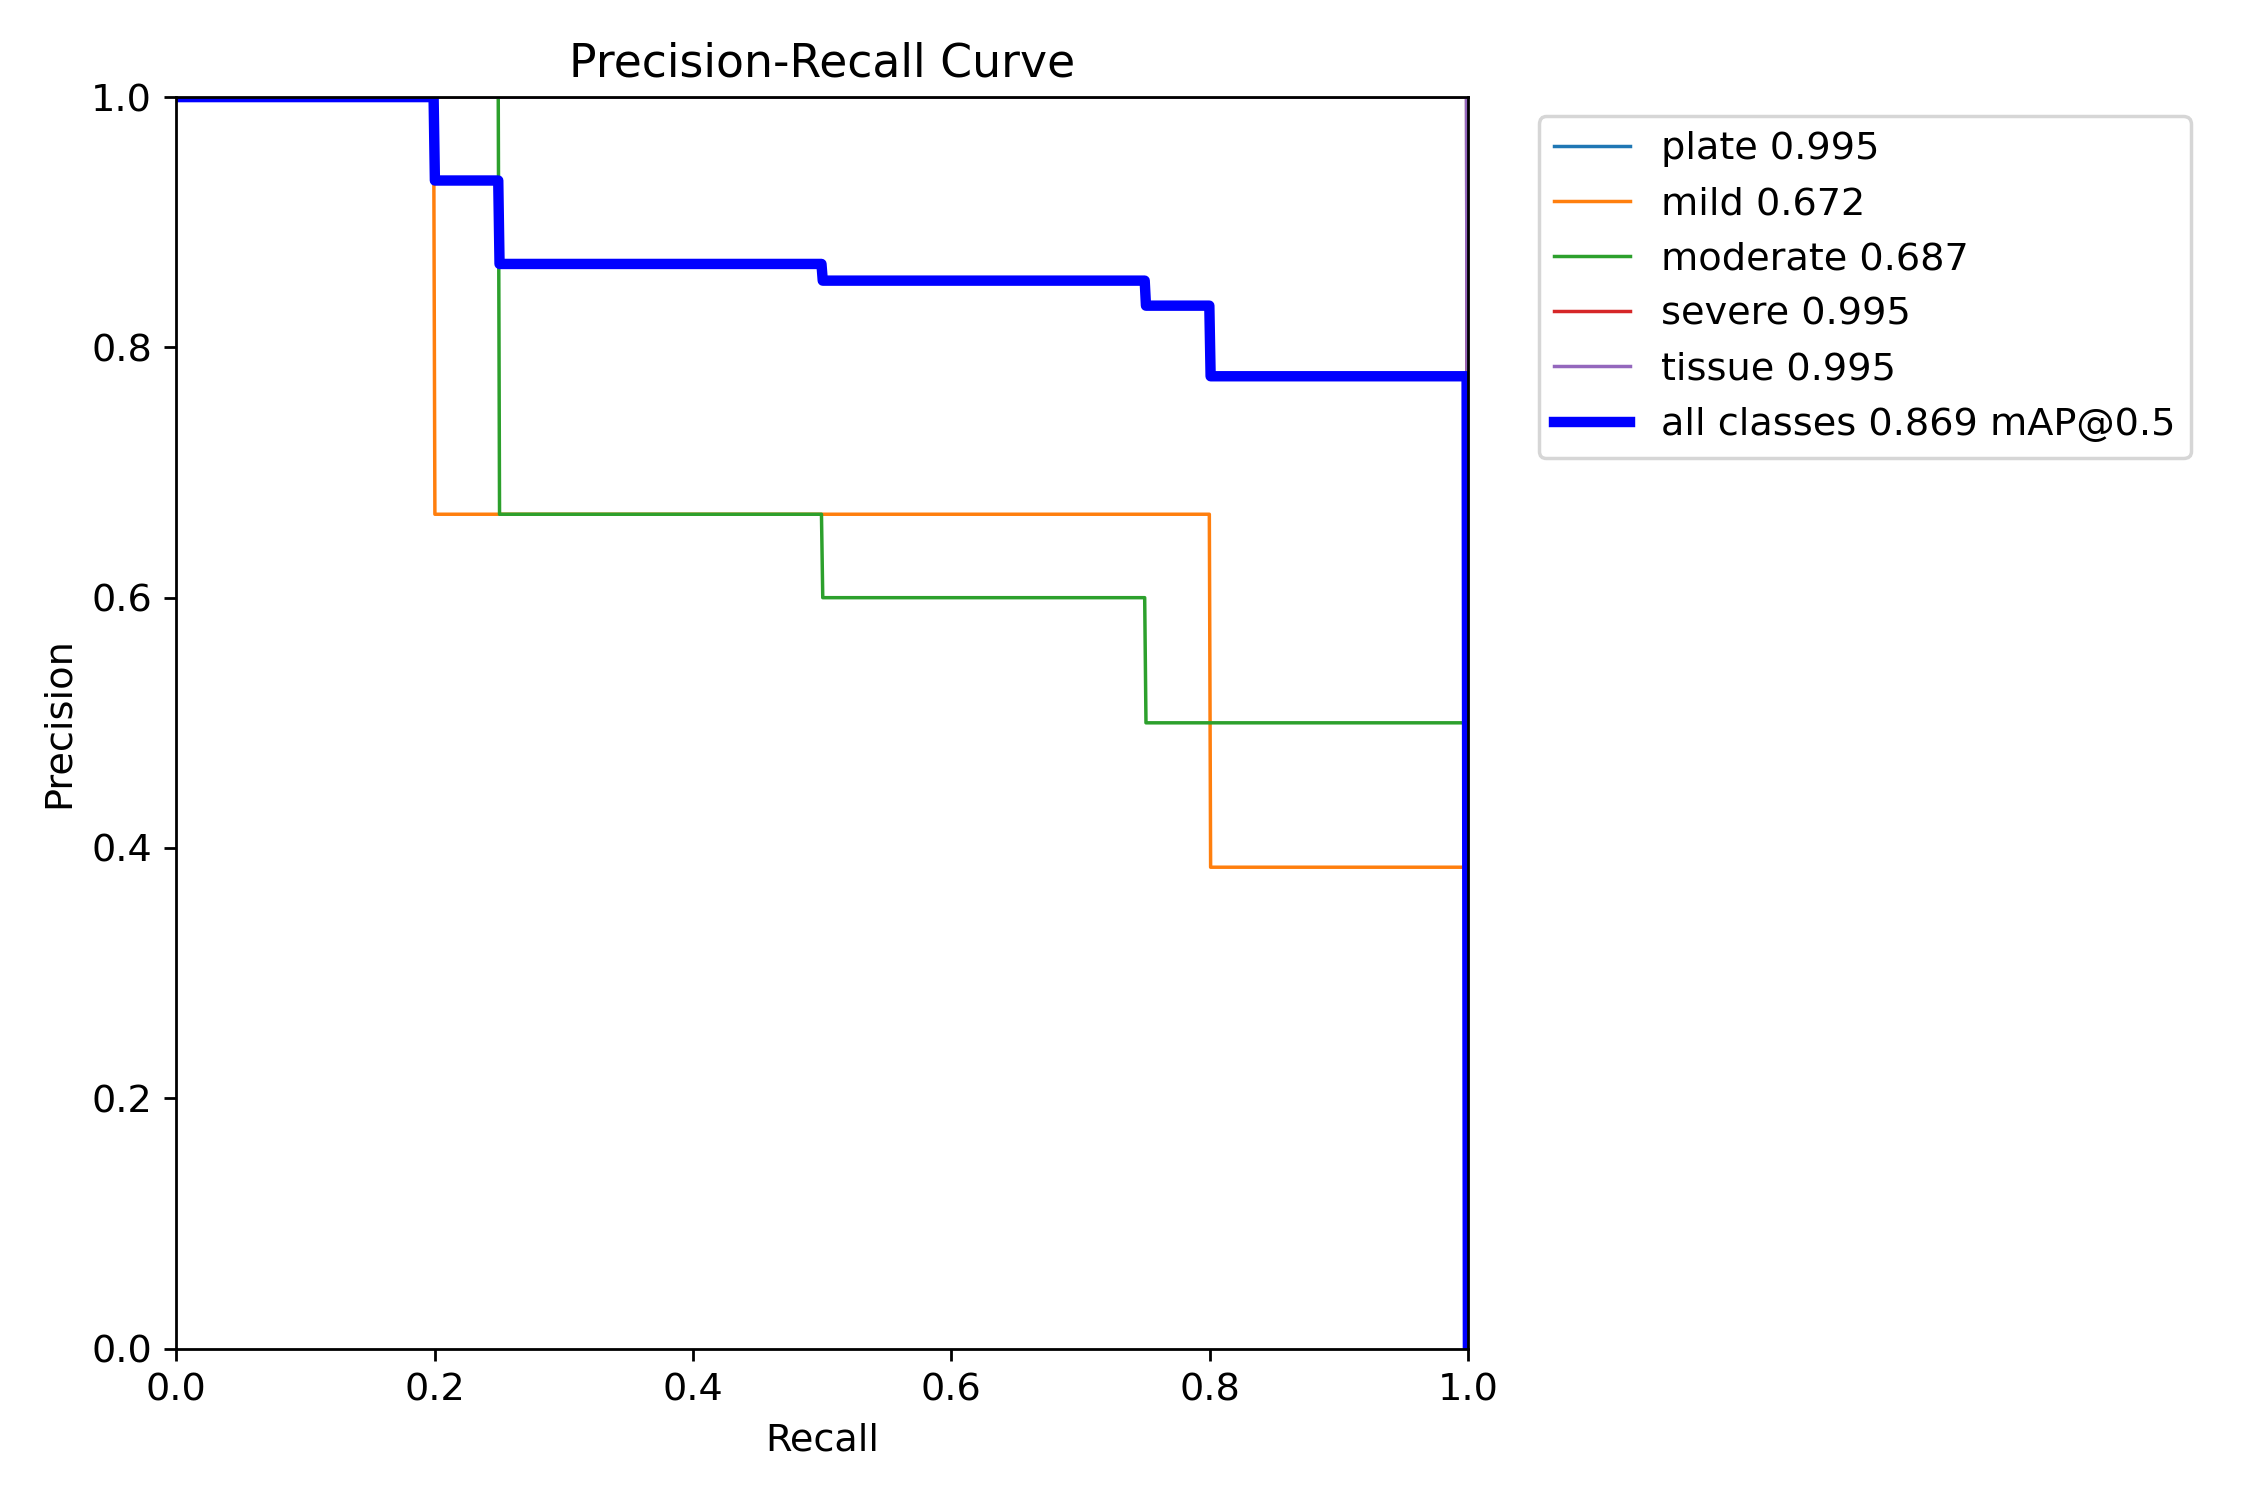 Precision-Recall Curve
1.0
0.8
0.6
0.4
0.2
0.0
Precision
0.0 0.2 0.4 0.6 0.8 1.0
Recall
plate 0.995
mild 0.672
moderate 0.687
severe 0.995
tissue 0.995
all classes 0.869 mAP@0.5